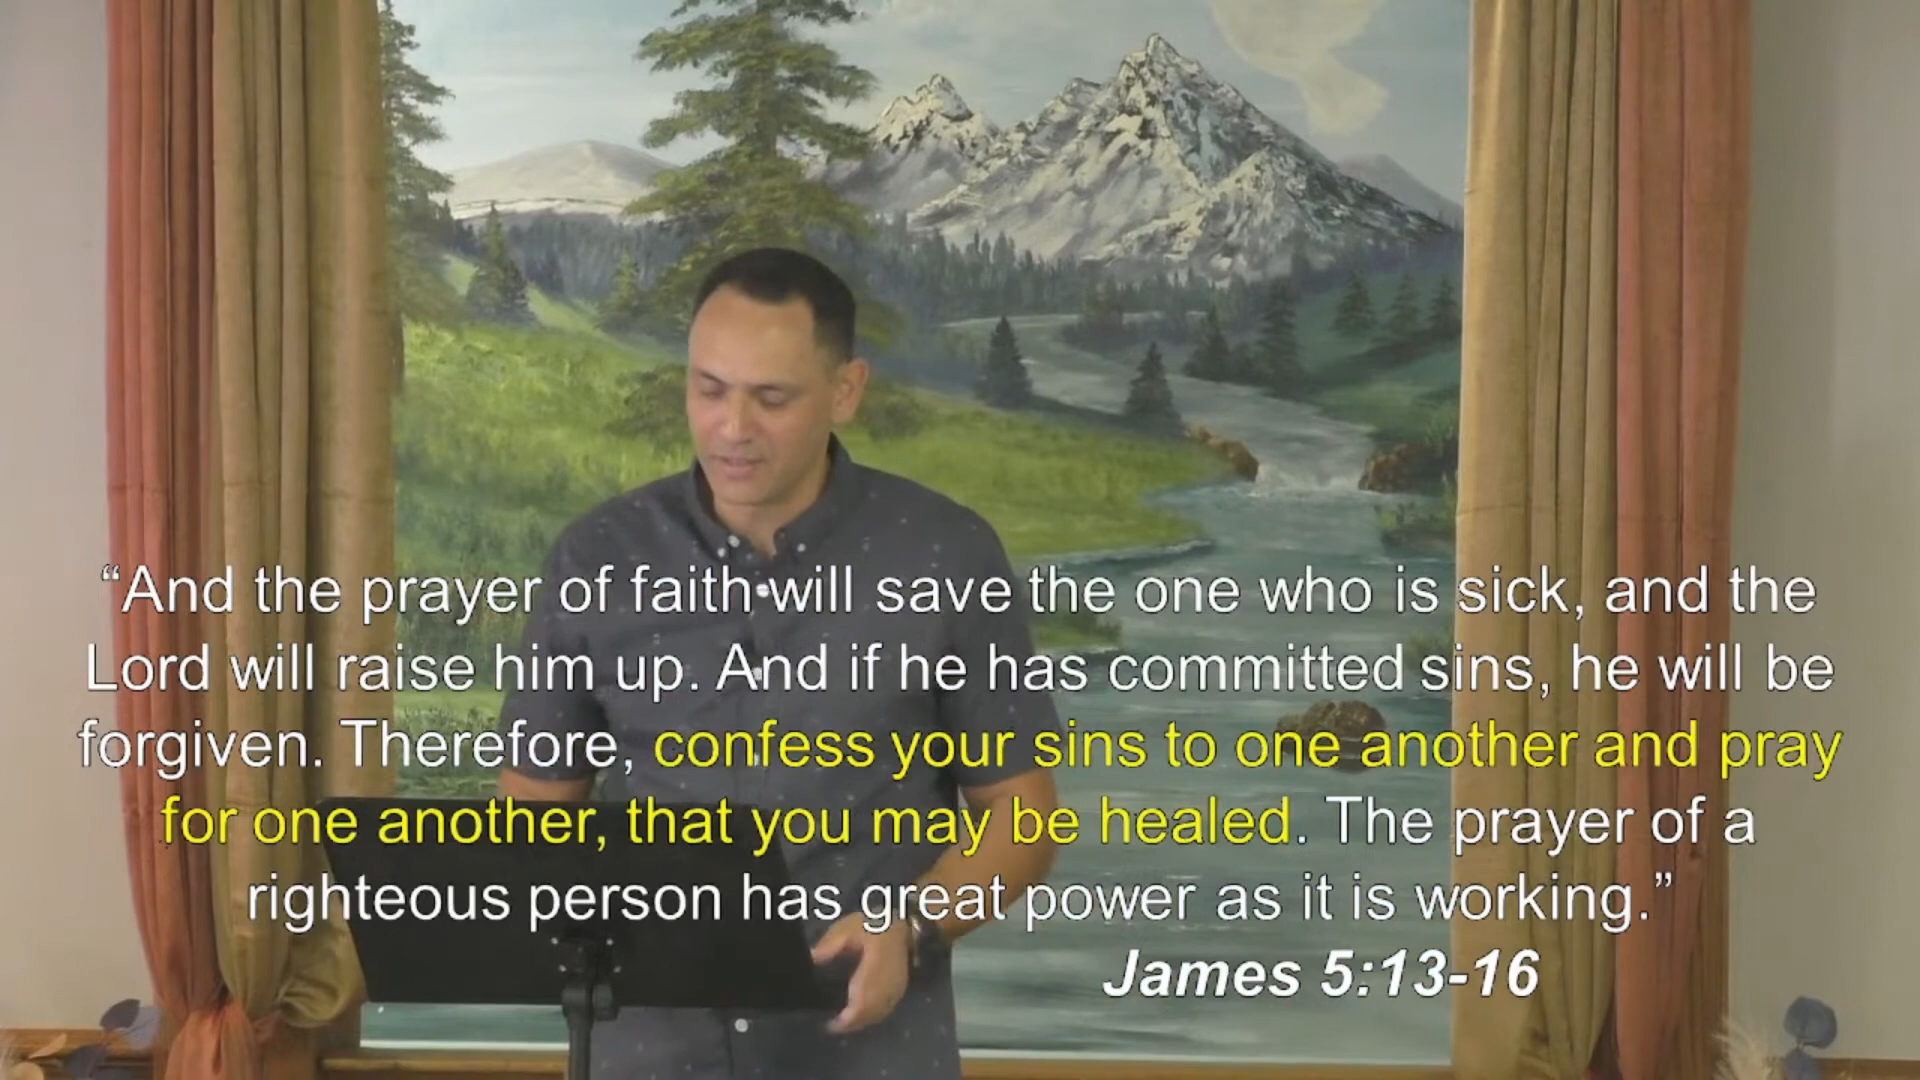 “And the prayer of faith will save the one who is sick, and the
Lord will raise him up. And if he has committed sins, he will be
forgiven. Therefore, confess your sins to one another and pray
for one another, that you may be healed. The prayer of a
righteous person has great power as it is working.”
James 5:13-16